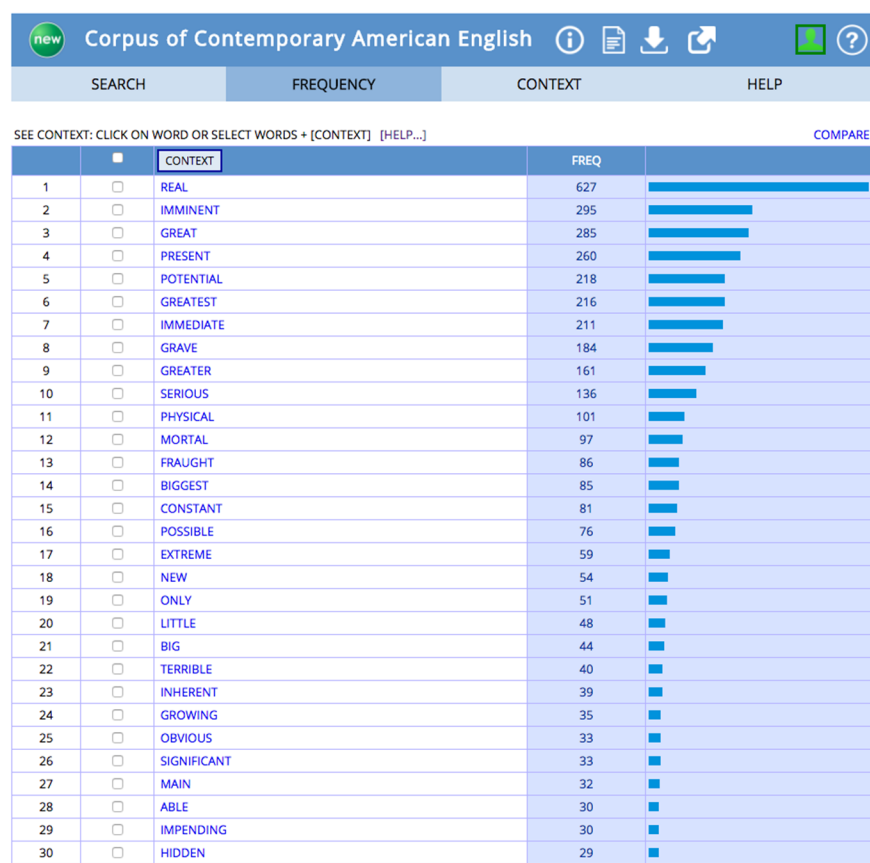 new Corpus of Contemporary American English ?
SEARCH FREQUENCY CONTEXT HELP
SEE CONTEXT: CLICK ON WORD OR SELECT WORDS + [CONTEXT] [HELP...] COMPARE
CONTEXT FREQ
1 REAL 627
2 IMMINENT 295
3 GREAT 285
4 PRESENT 260
5 POTENTIAL 218
6 GREATEST 216
7 IMMEDIATE 211
8 GRAVE 184
9 GREATER 161
10 SERIOUS 136
11 PHYSICAL 101
12 MORTAL 97
13 FRAUGHT 86
14 BIGGEST 85
15 CONSTANT 81
16 POSSIBLE 76
17 EXTREME 59
18 NEW 54
19 ONLY 51
20 LITTLE 48
21 BIG 44
22 TERRIBLE 40
23 INHERENT 39
24 GROWING 35
25 OBVIOUS 33
26 SIGNIFICANT 33
27 MAIN 32
28 ABLE 30
29 IMPENDING 30
30 HIDDEN 29